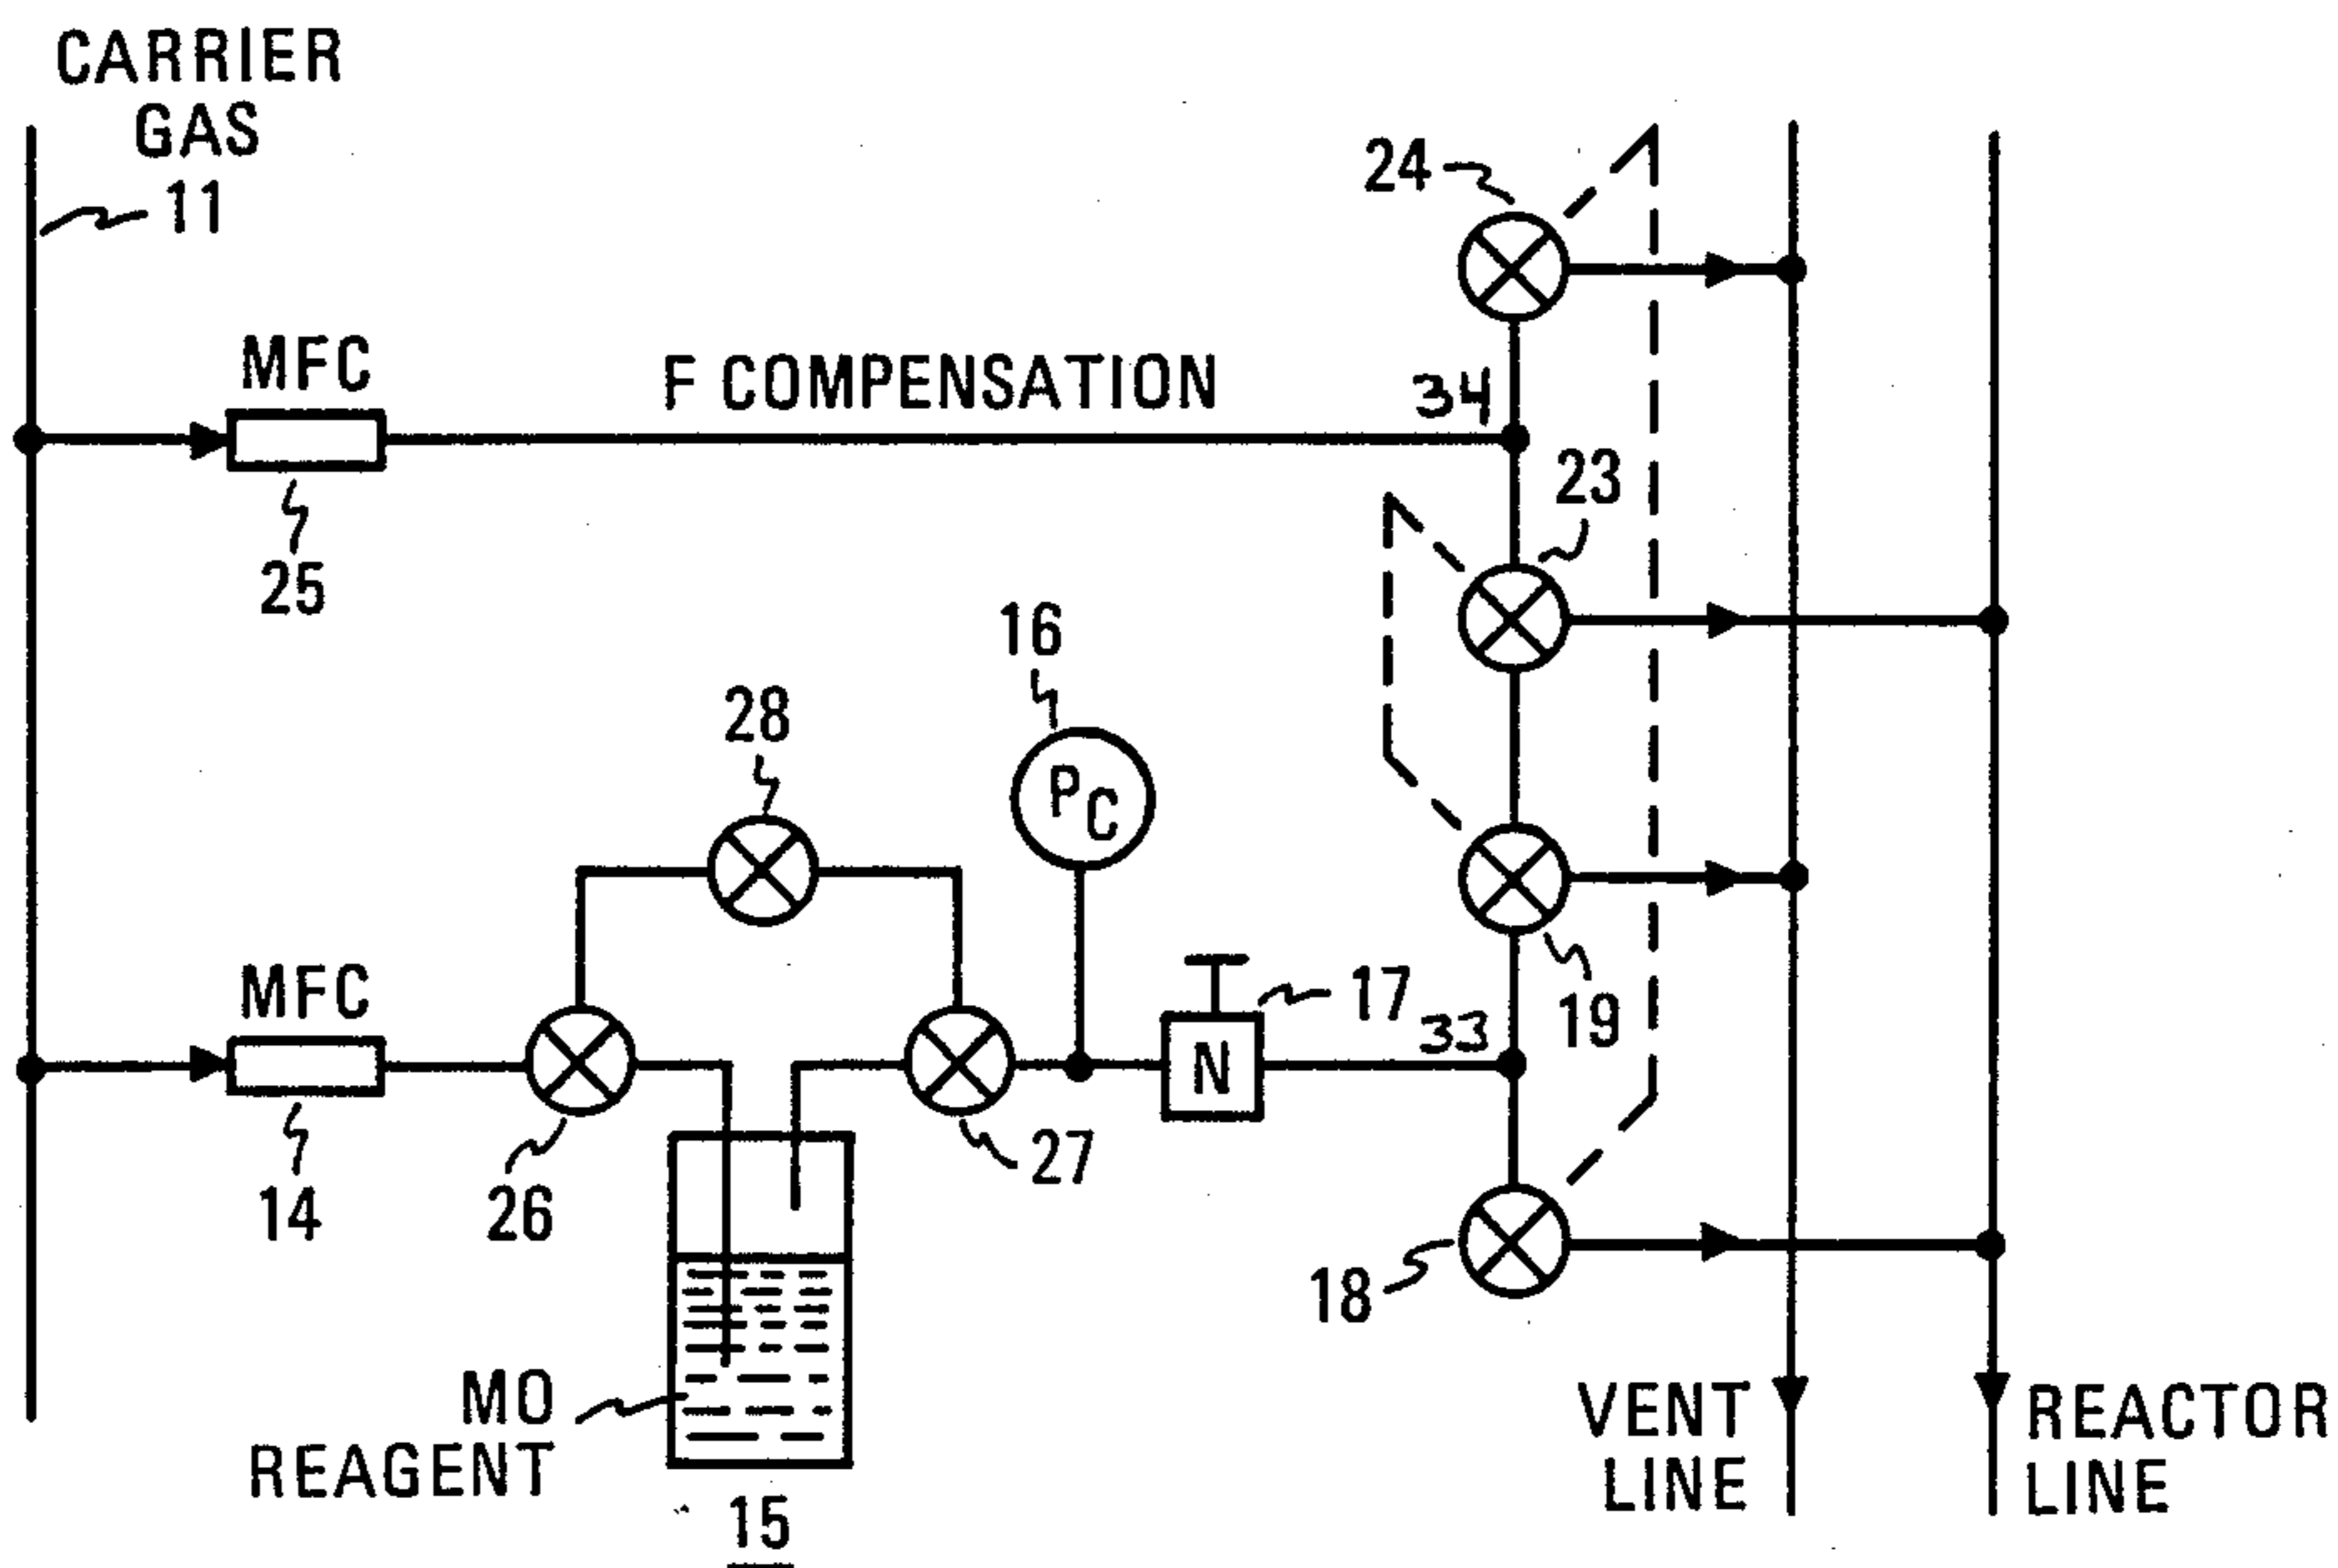 CARRIER
GAS
11
24
MFC
F COMPENSATION
34
23
25
16
28
P C
MFC
17
33
19
N
14
26
27
18
MO
REAGENT
15
VENT
LINE
REACTOR
LINE